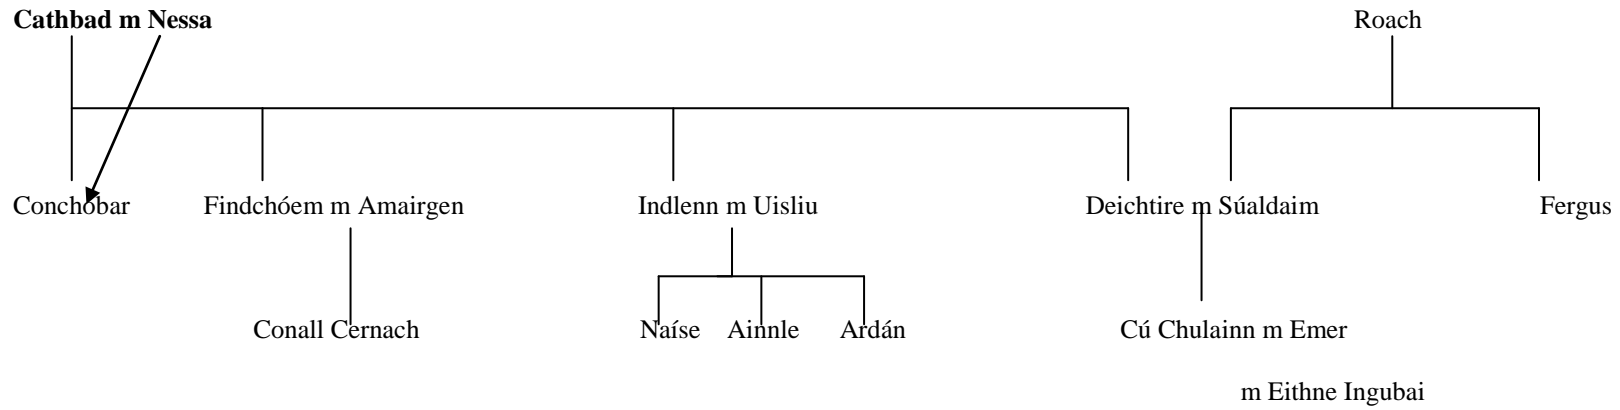 Cathbad m Nessa Roach
Conchobar Findchóem m Amairgen Indlenn m Uisliu Deichtire m Súaldaim Fergus
Conall Cernach Naíse Ainnle Ardán Cú Chulainn m Emer
m Eithne Ingubai